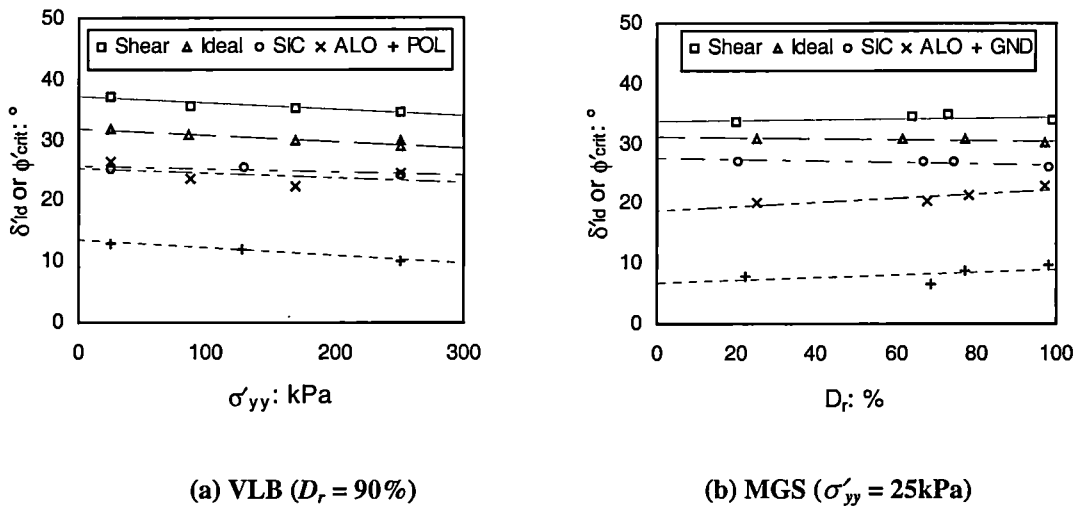 50
□ Shear △ Ideal ○ SIC × ALO + POL
40
30
20
10
0
δ'ld or ϕ'crit: °
0 100 200 300
σ'yy: kPa
(a) VLB (Dr = 90%)
50
□ Shear △ Ideal ○ SIC × ALO + GND
40
30
20
10
0
δ'ld or ϕ'crit: °
0 20 40 60 80 100
Dr: %
(b) MGS (σ'yy = 25kPa)